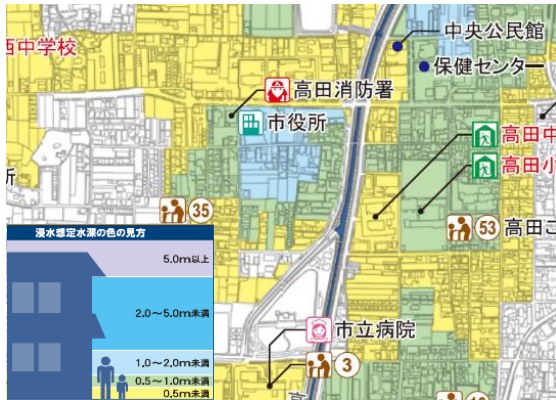 中央公民館
西中学校
保健センター
高田消防署
市役所
高田中
高田小
所
35
53
高田こ
浸水想定水深の色の見方
5.0m以上
2.0～5.0m未満
1.0～2.0m未満
0.5～1.0m未満
0.5m未満
市立病院
3
高